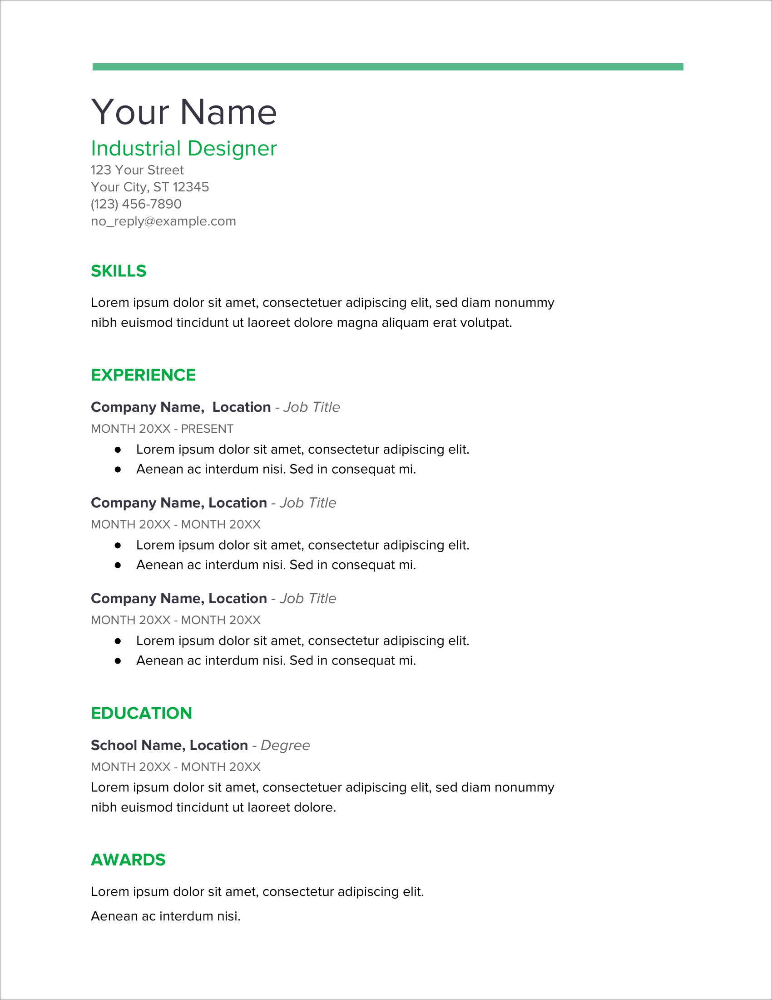 Your Name
Industrial Designer
123 Your Street
Your City, ST 12345
(123) 456-7890
no_reply@example.com
SKILLS
Lorem ipsum dolor sit amet, consectetuer adipiscing elit, sed diam nonummy
nibh euismod tincidunt ut laoreet dolore magna aliquam erat volutpat.
EXPERIENCE
Company Name,  Location - Job Title
MONTH 20XX - PRESENT
● Lorem ipsum dolor sit amet, consectetur adipiscing elit.
● Aenean ac interdum nisi. Sed in consequat mi.
Company Name, Location - Job Title
MONTH 20XX - MONTH 20XX
● Lorem ipsum dolor sit amet, consectetur adipiscing elit.
● Aenean ac interdum nisi. Sed in consequat mi.
Company Name, Location - Job Title
MONTH 20XX - MONTH 20XX
● Lorem ipsum dolor sit amet, consectetur adipiscing elit.
● Aenean ac interdum nisi. Sed in consequat mi.
EDUCATION
School Name, Location - Degree
MONTH 20XX - MONTH 20XX
Lorem ipsum dolor sit amet, consectetuer adipiscing elit, sed diam nonummy
nibh euismod tincidunt ut laoreet dolore.
AWARDS
Lorem ipsum dolor sit amet, consectetur adipiscing elit.
Aenean ac interdum nisi.